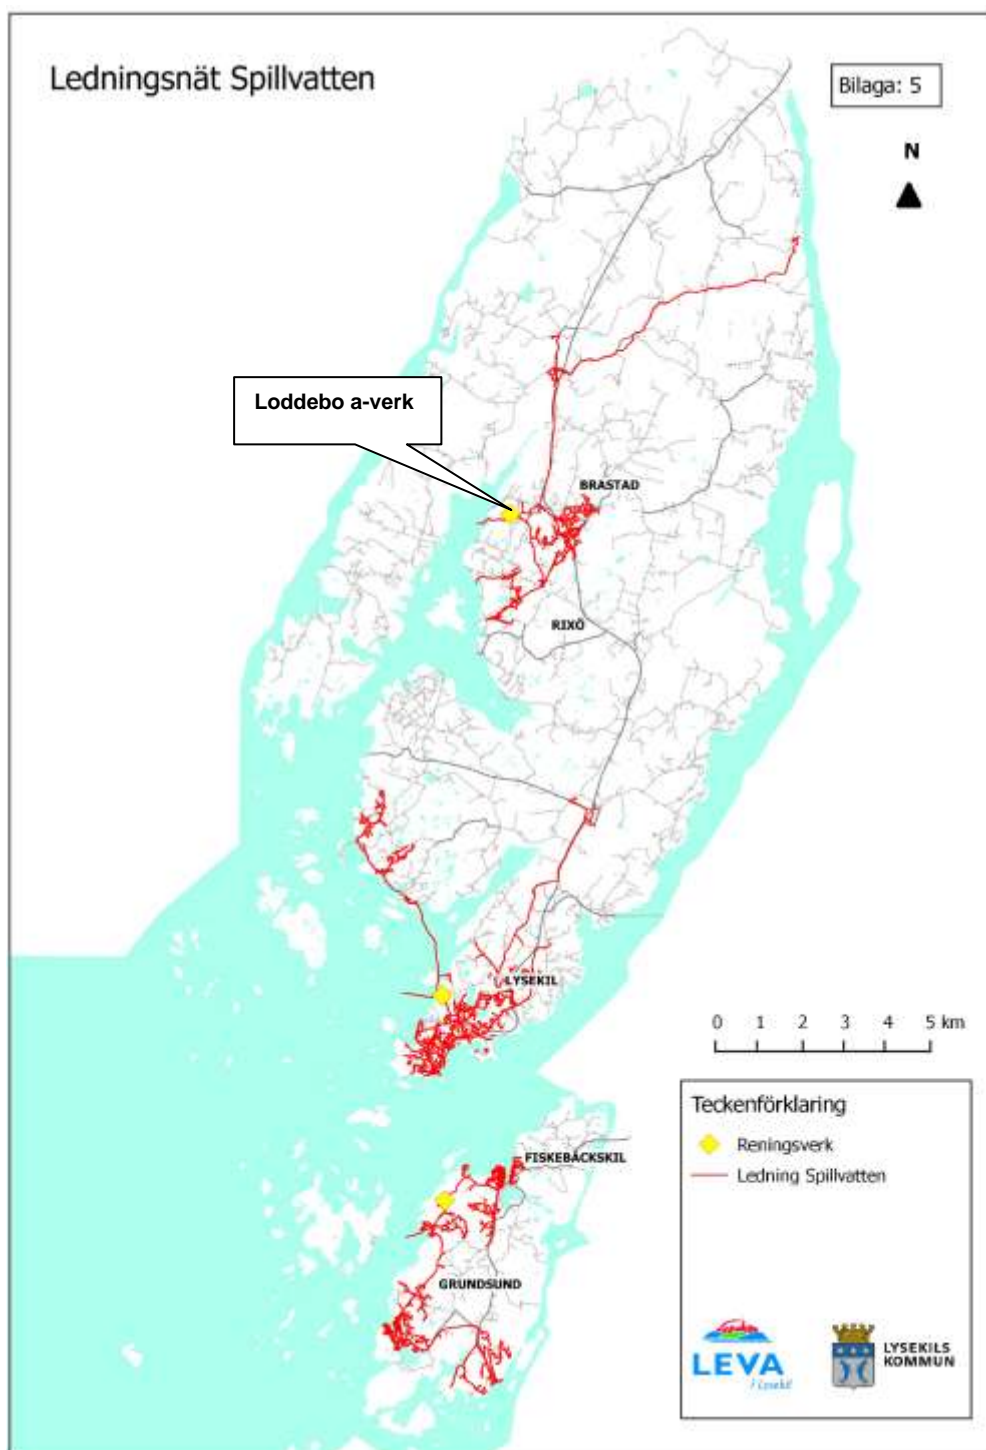 Ledningsnät Spillvatten
Bilaga: 5
N
Loddebo a-verk
BRASTAD
RIXÖ
LYSEKIL
0 1 2 3 4 5 km
Teckenförklaring
Reningsverk
Ledning Spillvatten
FISKEBÄCKSKIL
GRUNDSUND
LEVA
i Lysekil
LYSEKILS
KOMMUN